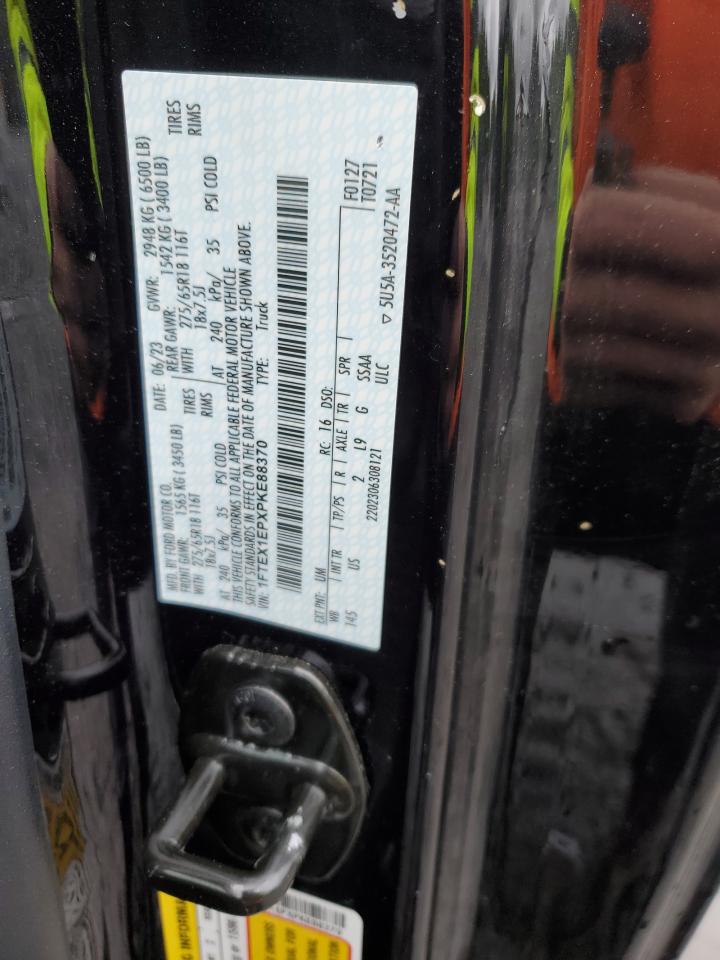 MFD. BY FORD MOTOR CO. DATE: 06/23 GVWR: 2948 KG ( 6500 LB)
FRONT GAWR: 1565 KG ( 3450 LB) REAR GAWR: 1542 KG ( 3400 LB)
WITH 275/65R18 116T TIRES WITH 275/65R18 116T TIRES
18x7.5J RIMS 18x7.5J RIMS
AT 240 kPa/ 35 PSI COLD AT 240 kPa/ 35 PSI COLD
THIS VEHICLE CONFORMS TO ALL APPLICABLE FEDERAL MOTOR VEHICLE
SAFETY STANDARDS IN EFFECT ON THE DATE OF MANUFACTURE SHOWN ABOVE.
VIN: 1FTEX1EPXPKE88370 TYPE: Truck
EXT PNT: UM RC: 16 DSO: F0127
WB INT TR TP/PS R AXLE TR SPR T0721
145 US 2 L9 G SSAA
ULC
2202306308121 5U5A-3520472-AA